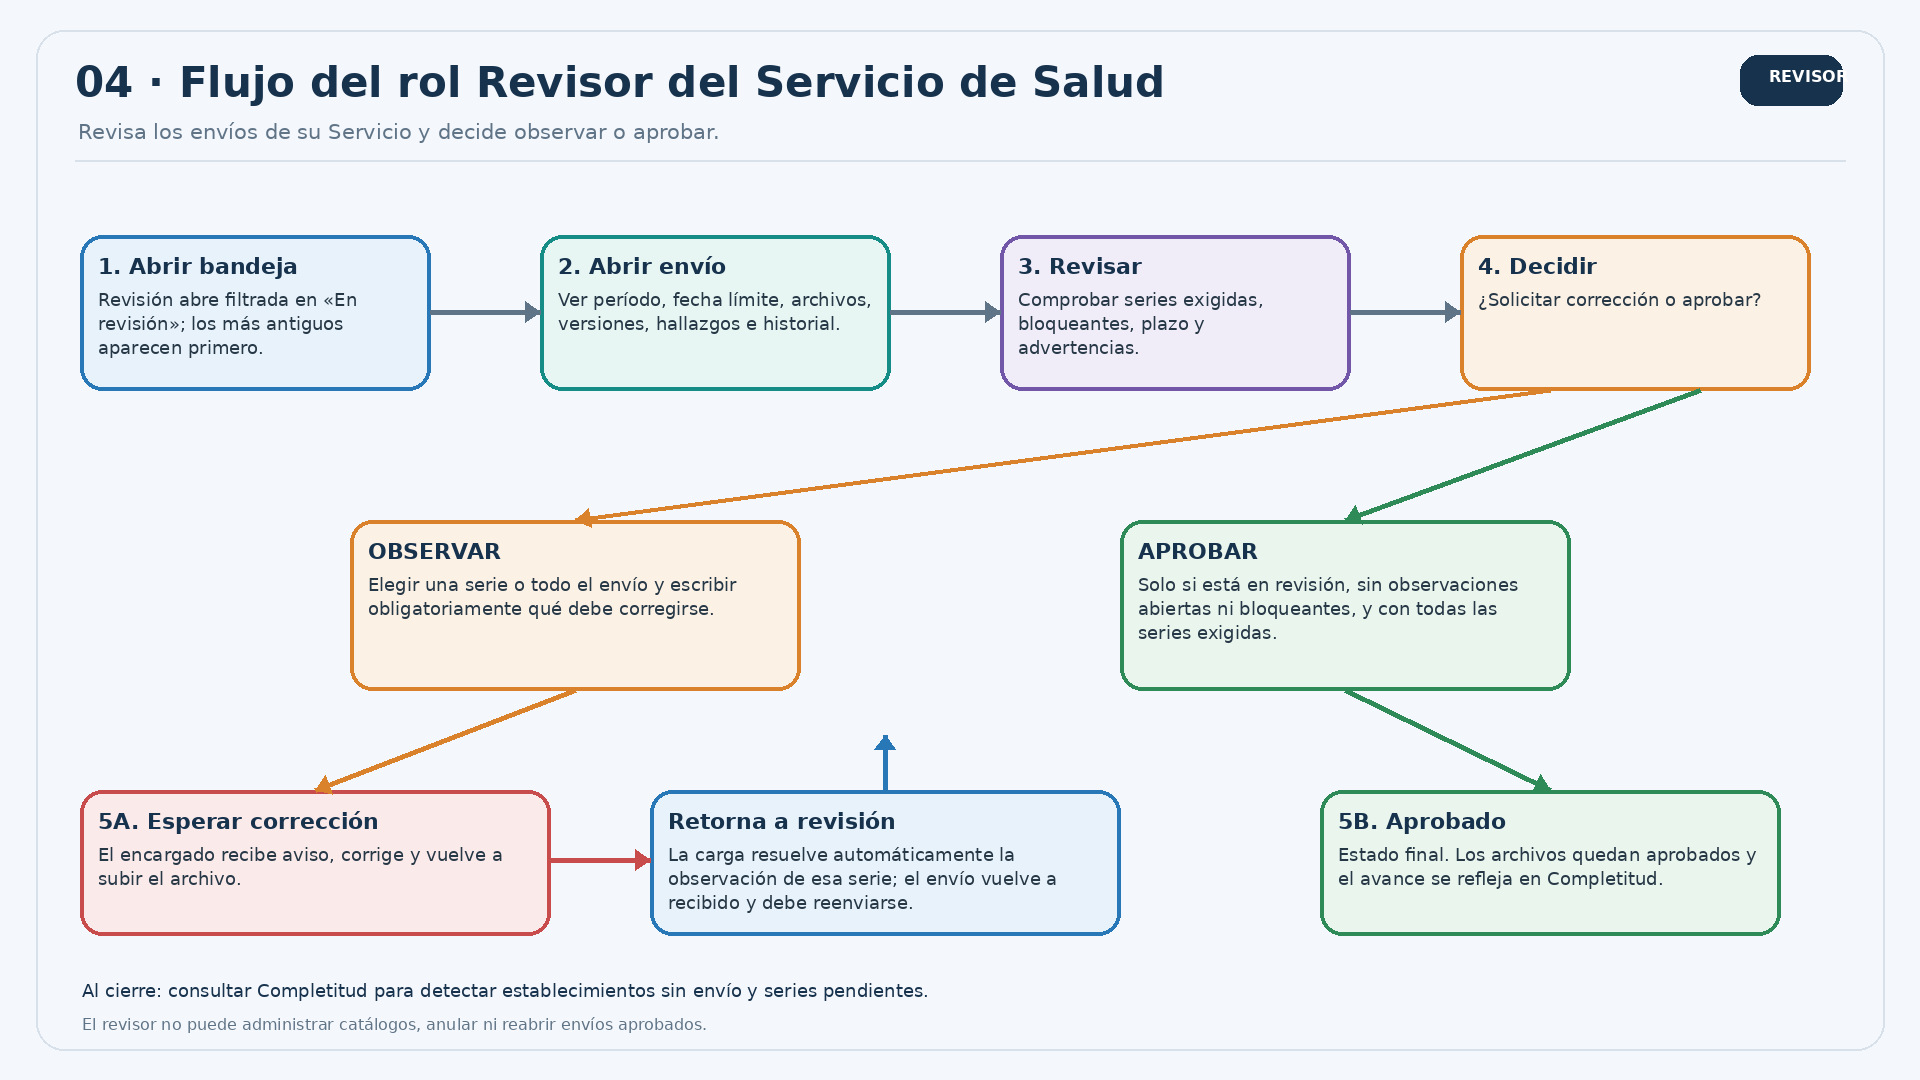 04 · Flujo del rol Revisor del Servicio de Salud
REVISOR
Revisa los envíos de su Servicio y decide observar o aprobar.
1. Abrir bandeja
Revisión abre filtrada en «En
revisión»; los más antiguos
aparecen primero.
2. Abrir envío
Ver período, fecha límite, archivos,
versiones, hallazgos e historial.
3. Revisar
Comprobar series exigidas,
bloqueantes, plazo y
advertencias.
4. Decidir
¿Solicitar corrección o aprobar?
OBSERVAR
Elegir una serie o todo el envío y escribir
obligatoriamente qué debe corregirse.
APROBAR
Solo si está en revisión, sin observaciones
abiertas ni bloqueantes, y con todas las
series exigidas.
5A. Esperar corrección
El encargado recibe aviso, corrige y vuelve a
subir el archivo.
Retorna a revisión
La carga resuelve automáticamente la
observación de esa serie; el envío vuelve a
recibido y debe reenviarse.
5B. Aprobado
Estado final. Los archivos quedan aprobados y
el avance se refleja en Completitud.
Al cierre: consultar Completitud para detectar establecimientos sin envío y series pendientes.
El revisor no puede administrar catálogos, anular ni reabrir envíos aprobados.